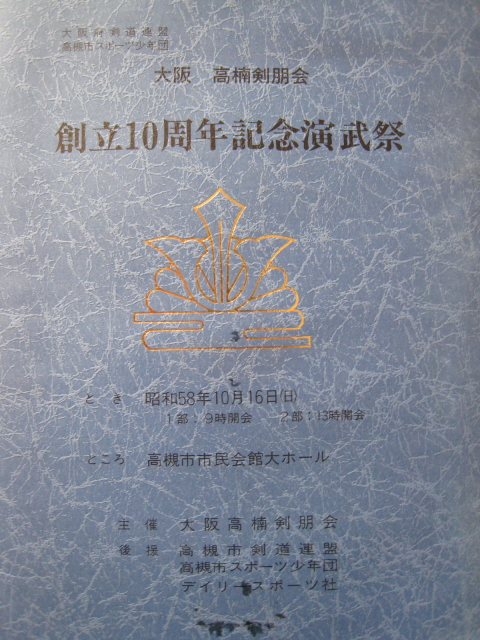 大阪府剣道連盟
高槻市スポーツ少年団
大阪 高楠剣朋会
創立10周年記念演武祭
とき 昭和58年10月16日(日)
1部:9時開会 2部:13時開会
ところ 高槻市市民会館大ホール
主催 大阪高楠剣朋会
後援 高槻市剣道連盟
高槻市スポーツ少年団
デイリースポーツ社